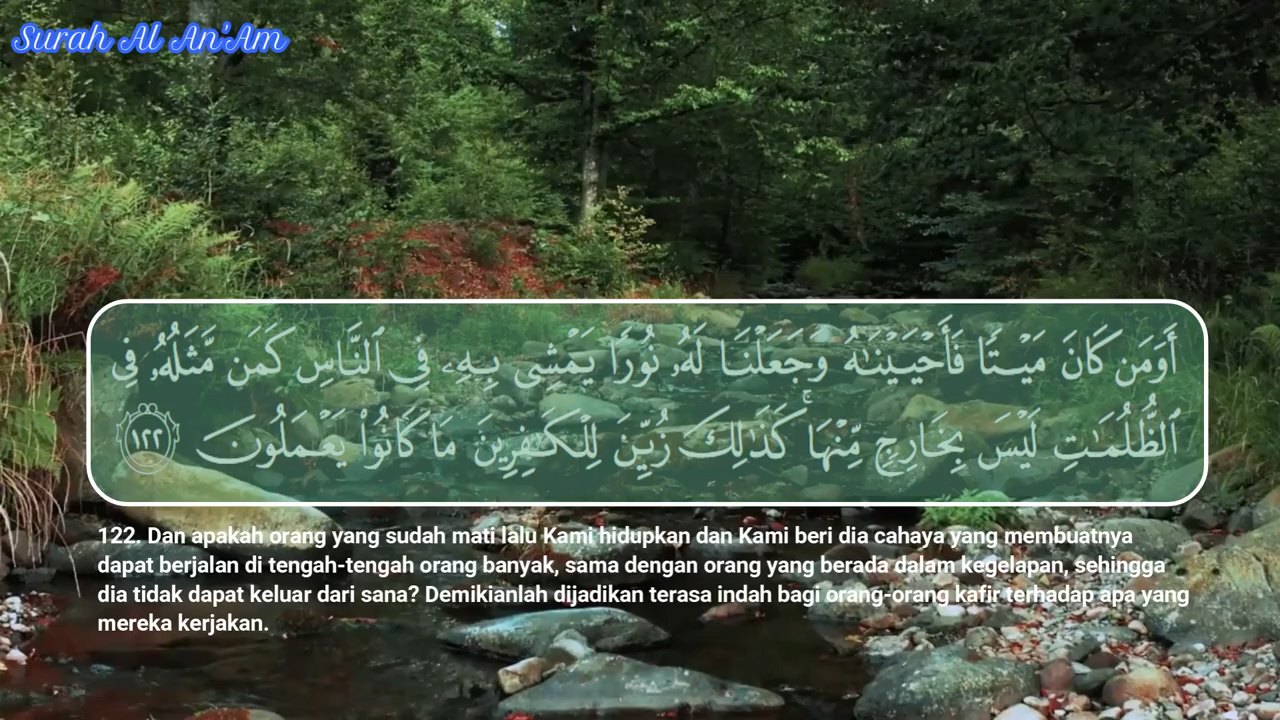 Surah Al An'Am
أَوَمَن كَانَ مَيْتًا فَأَحْيَيْنَٰهُ وَجَعَلْنَا لَهُۥ نُورًا يَمْشِى بِهِۦ فِى ٱلنَّاسِ كَمَن مَّثَلُهُۥ فِى
ٱلظُّلُمَٰتِ لَيْسَ بِخَارِجٍ مِّنْهَا ۚ كَذَٰلِكَ زُيِّنَ لِلْكَٰفِرِينَ مَا كَانُوا۟ يَعْمَلُونَ ١٢٢
122. Dan apakah orang yang sudah mati lalu Kami hidupkan dan Kami beri dia cahaya yang membuatnya
dapat berjalan di tengah-tengah orang banyak, sama dengan orang yang berada dalam kegelapan, sehingga
dia tidak dapat keluar dari sana? Demikianlah dijadikan terasa indah bagi orang-orang kafir terhadap apa yang
mereka kerjakan.